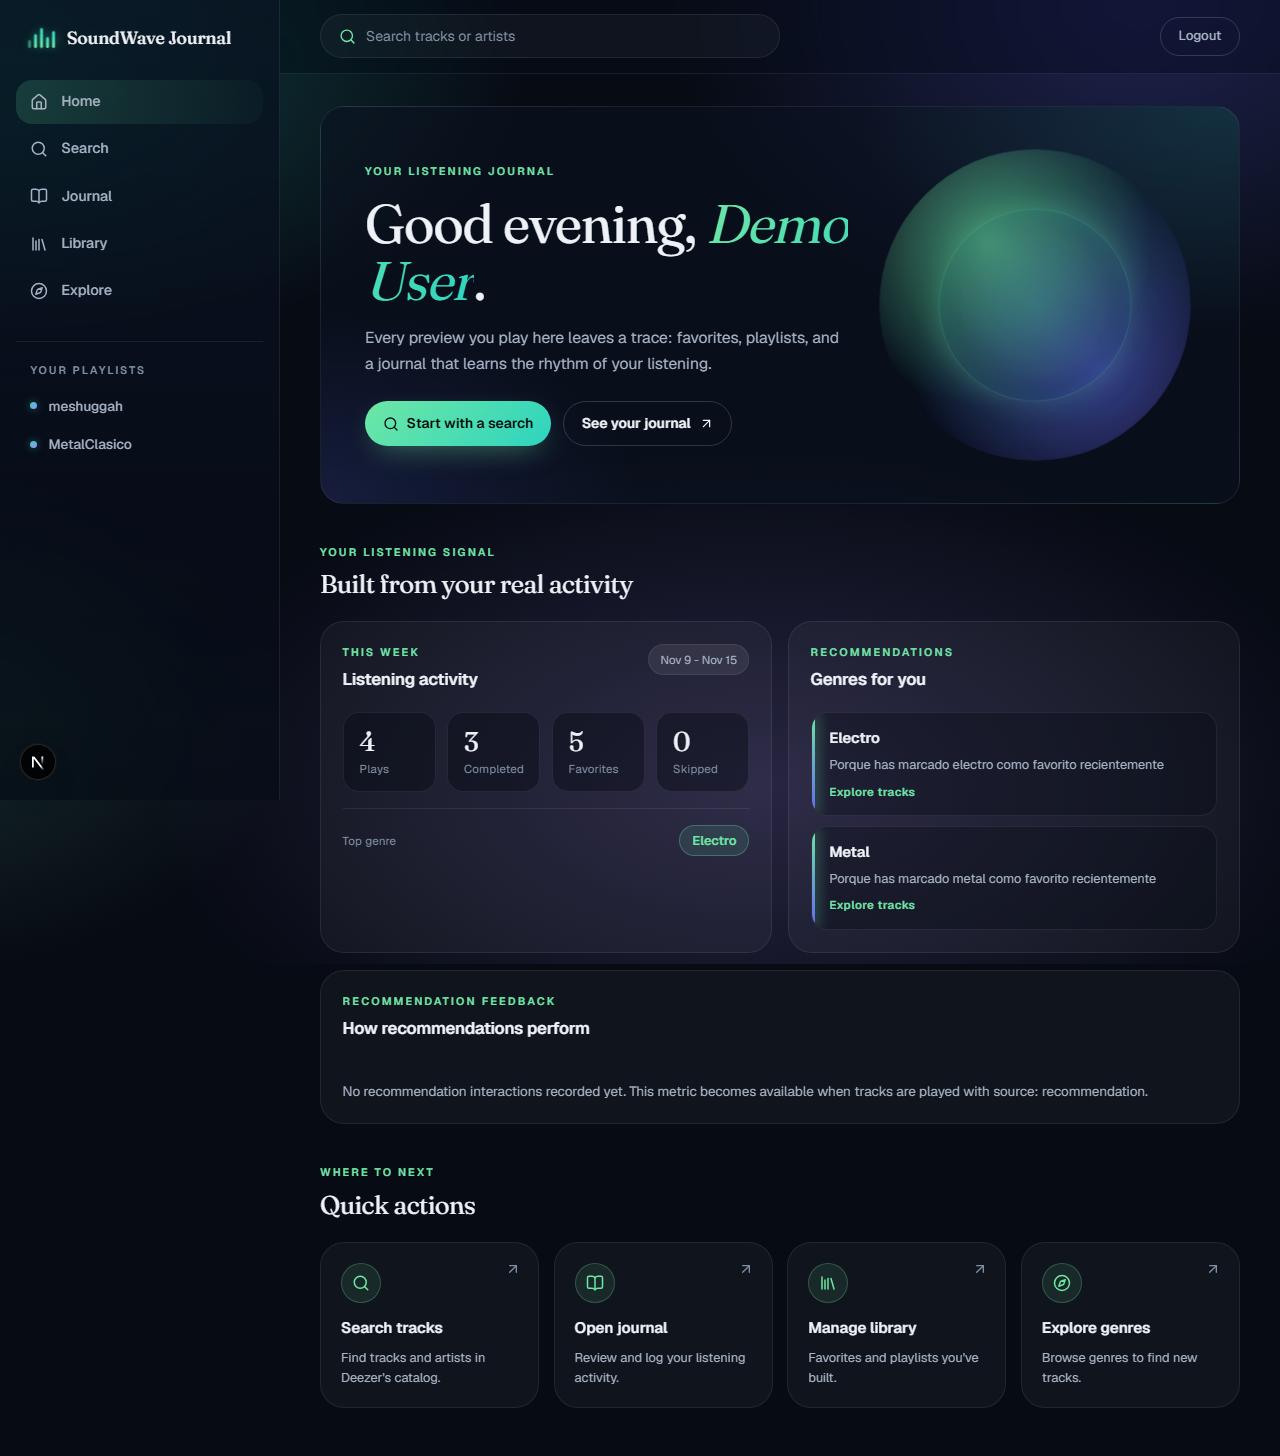 SoundWave Journal
Search tracks or artists
Logout
Home
Search
Journal
Library
Explore
YOUR PLAYLISTS
meshuggah
MetalClasico
N
YOUR LISTENING JOURNAL
Good evening, Demo
User.
Every preview you play here leaves a trace: favorites, playlists, and
a journal that learns the rhythm of your listening.
Start with a search
See your journal
YOUR LISTENING SIGNAL
Built from your real activity
THIS WEEK
Listening activity
Nov 9 - Nov 15
4
Plays
3
Completed
5
Favorites
0
Skipped
Top genre
Electro
RECOMMENDATIONS
Genres for you
Electro
Porque has marcado electro como favorito recientemente
Explore tracks
Metal
Porque has marcado metal como favorito recientemente
Explore tracks
RECOMMENDATION FEEDBACK
How recommendations perform
No recommendation interactions recorded yet. This metric becomes available when tracks are played with source: recommendation.
WHERE TO NEXT
Quick actions
Search tracks
Find tracks and artists in
Deezer's catalog.
Open journal
Review and log your listening
activity.
Manage library
Favorites and playlists you've
built.
Explore genres
Browse genres to find new
tracks.